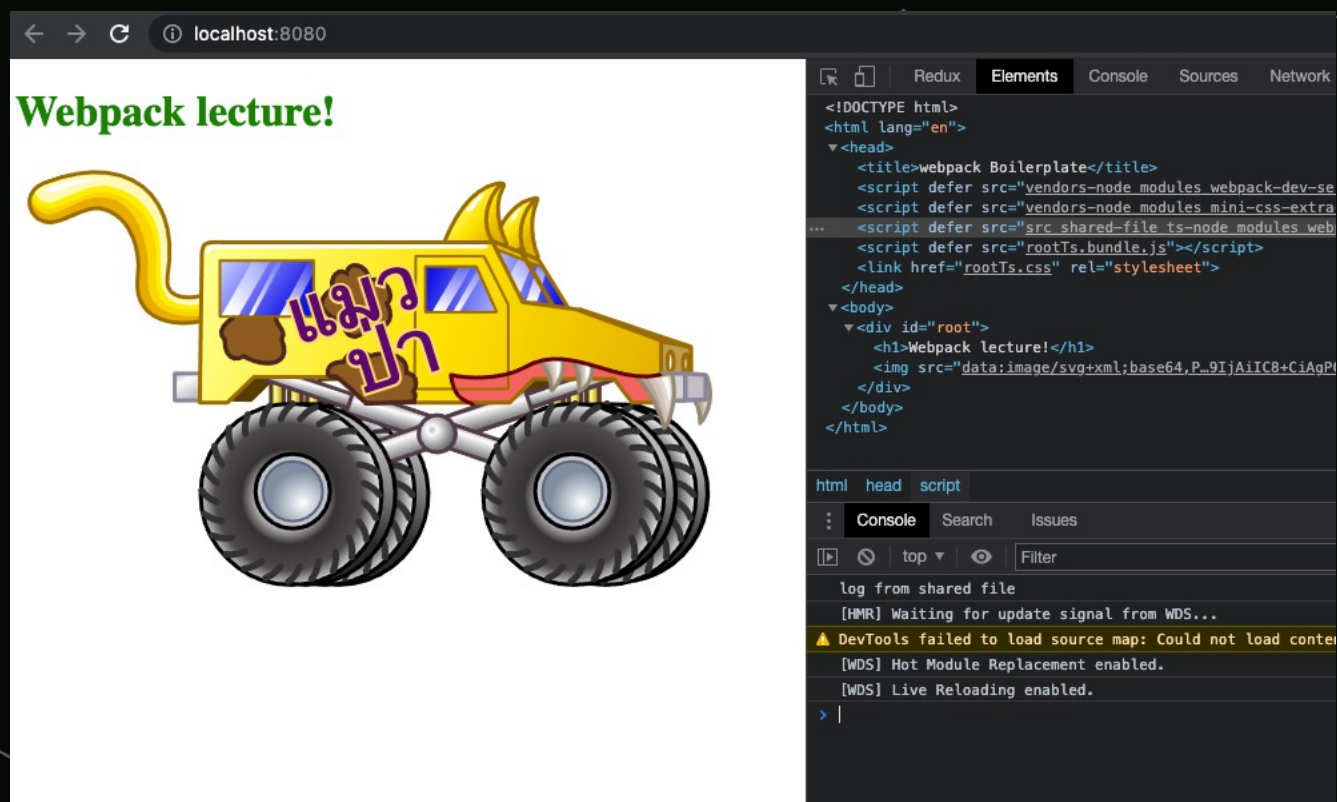 localhost:8080
Webpack lecture!
แมว
ป่า
Redux Elements Console Sources Network
<!DOCTYPE html>
<html lang="en">
▼<head>
<title>webpack Boilerplate</title>
<script defer src="vendors-node_modules_webpack-dev-se
<script defer src="vendors-node_modules_mini-css-extra
... <script defer src="src_shared-file_ts-node_modules_web
<script defer src="rootTs.bundle.js"></script>
<link href="rootTs.css" rel="stylesheet">
</head>
▼<body>
▼<div id="root">
<h1>Webpack lecture!</h1>
<img src="data:image/svg+xml;base64,P…9IjAiIC8+CiAgP
</div>
</body>
</html>
html head script
Console Search Issues
top ▼ Filter
log from shared file
[HMR] Waiting for update signal from WDS...
DevTools failed to load source map: Could not load conte
[WDS] Hot Module Replacement enabled.
[WDS] Live Reloading enabled.
>